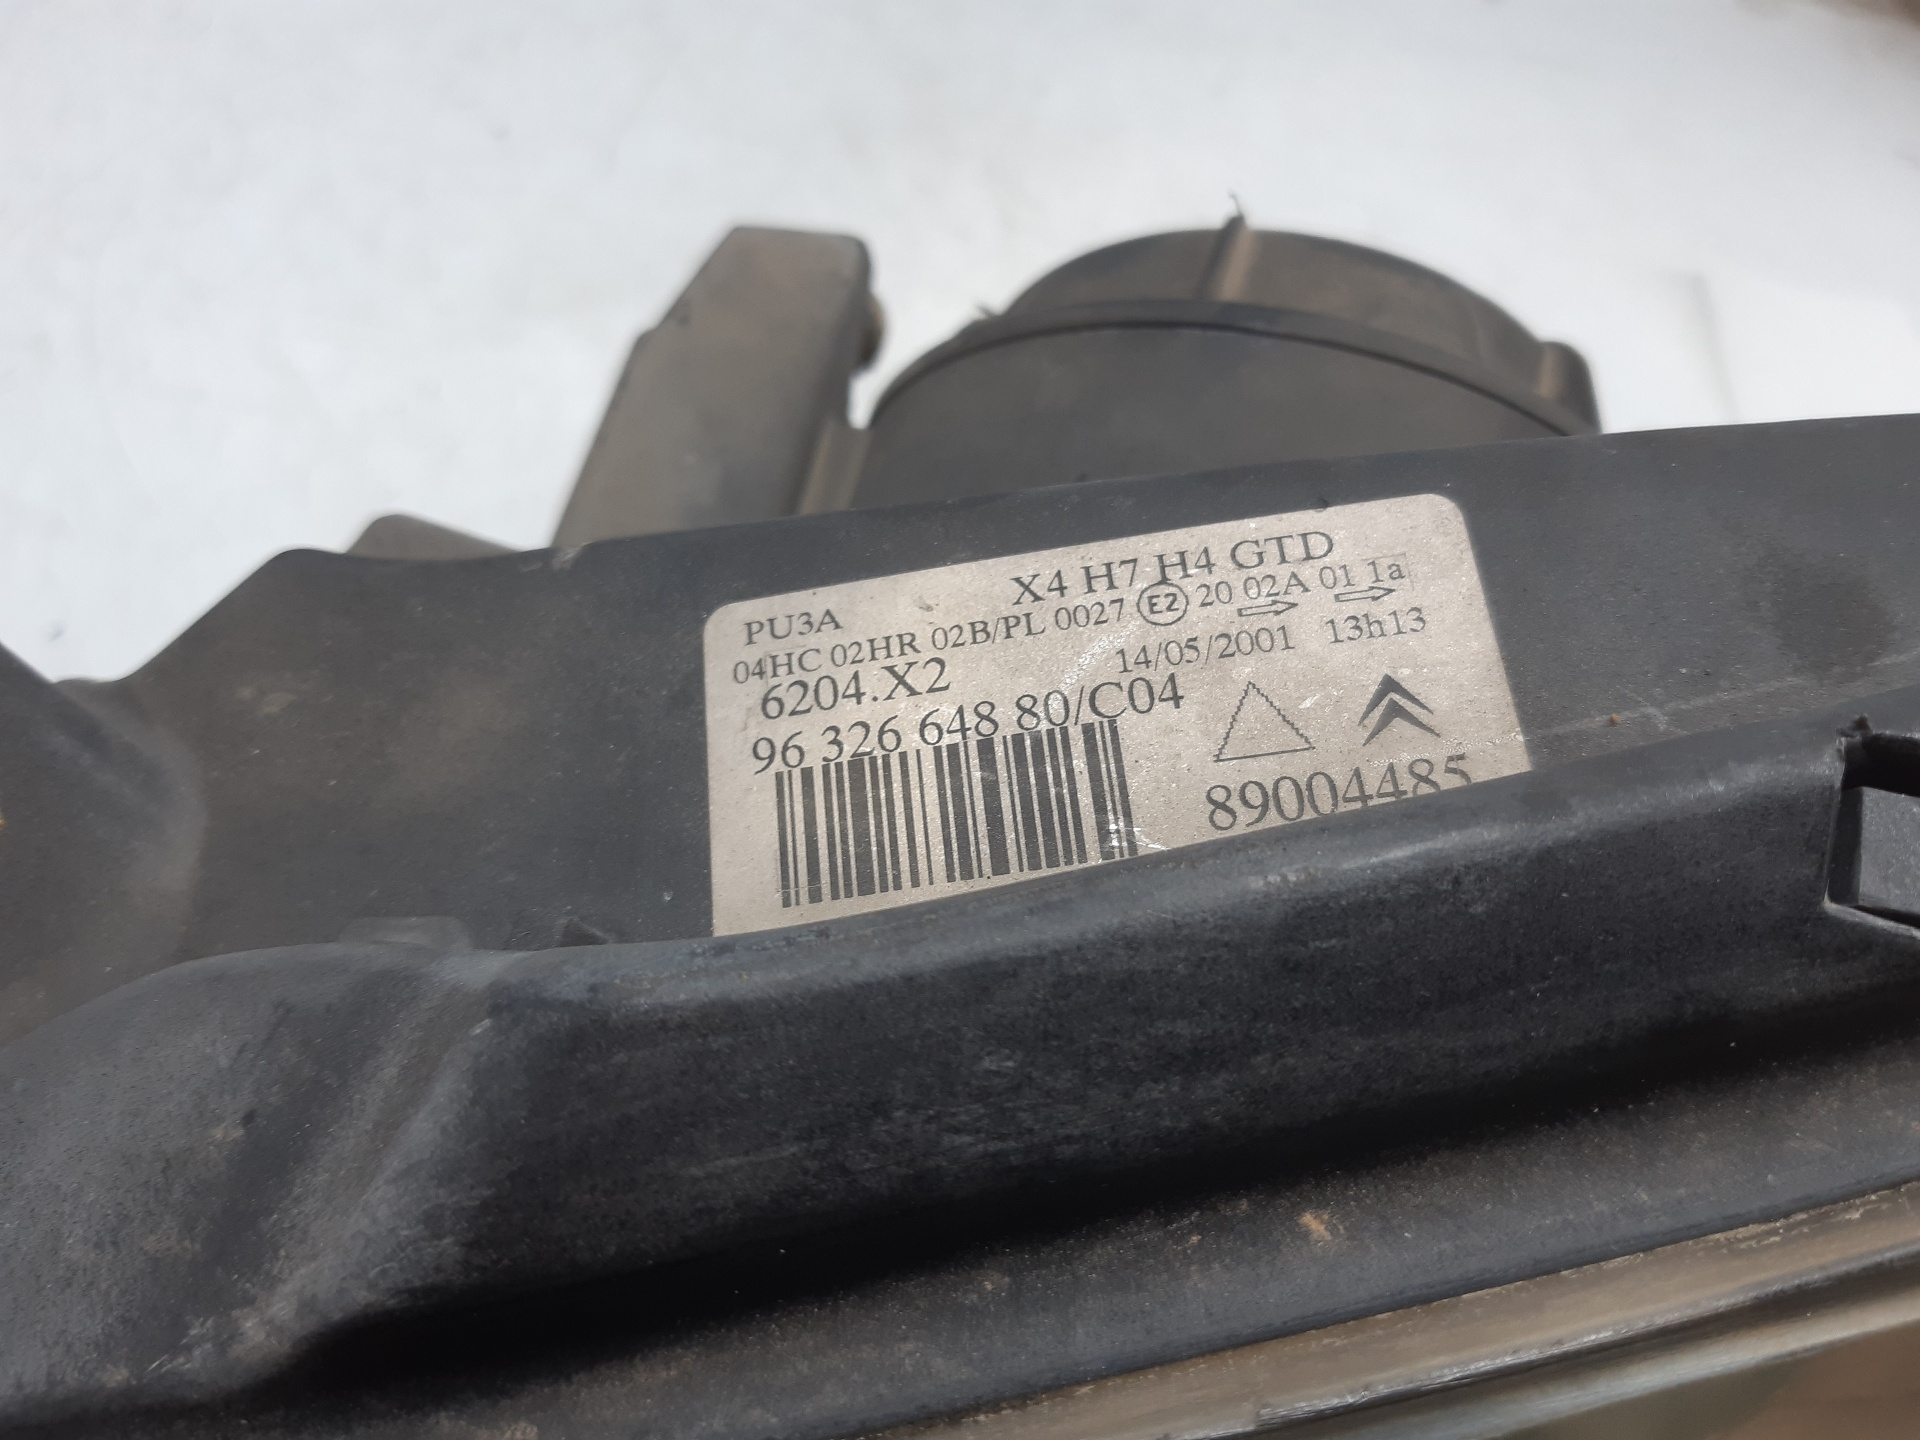 X4 H7 H4 GTD
PU3A
04HC 02HR 02B/PL 0027 E2 20 02A 01 1a
6204.X2
14/05/2001 13h13
96 326 648 80/C04
89004485